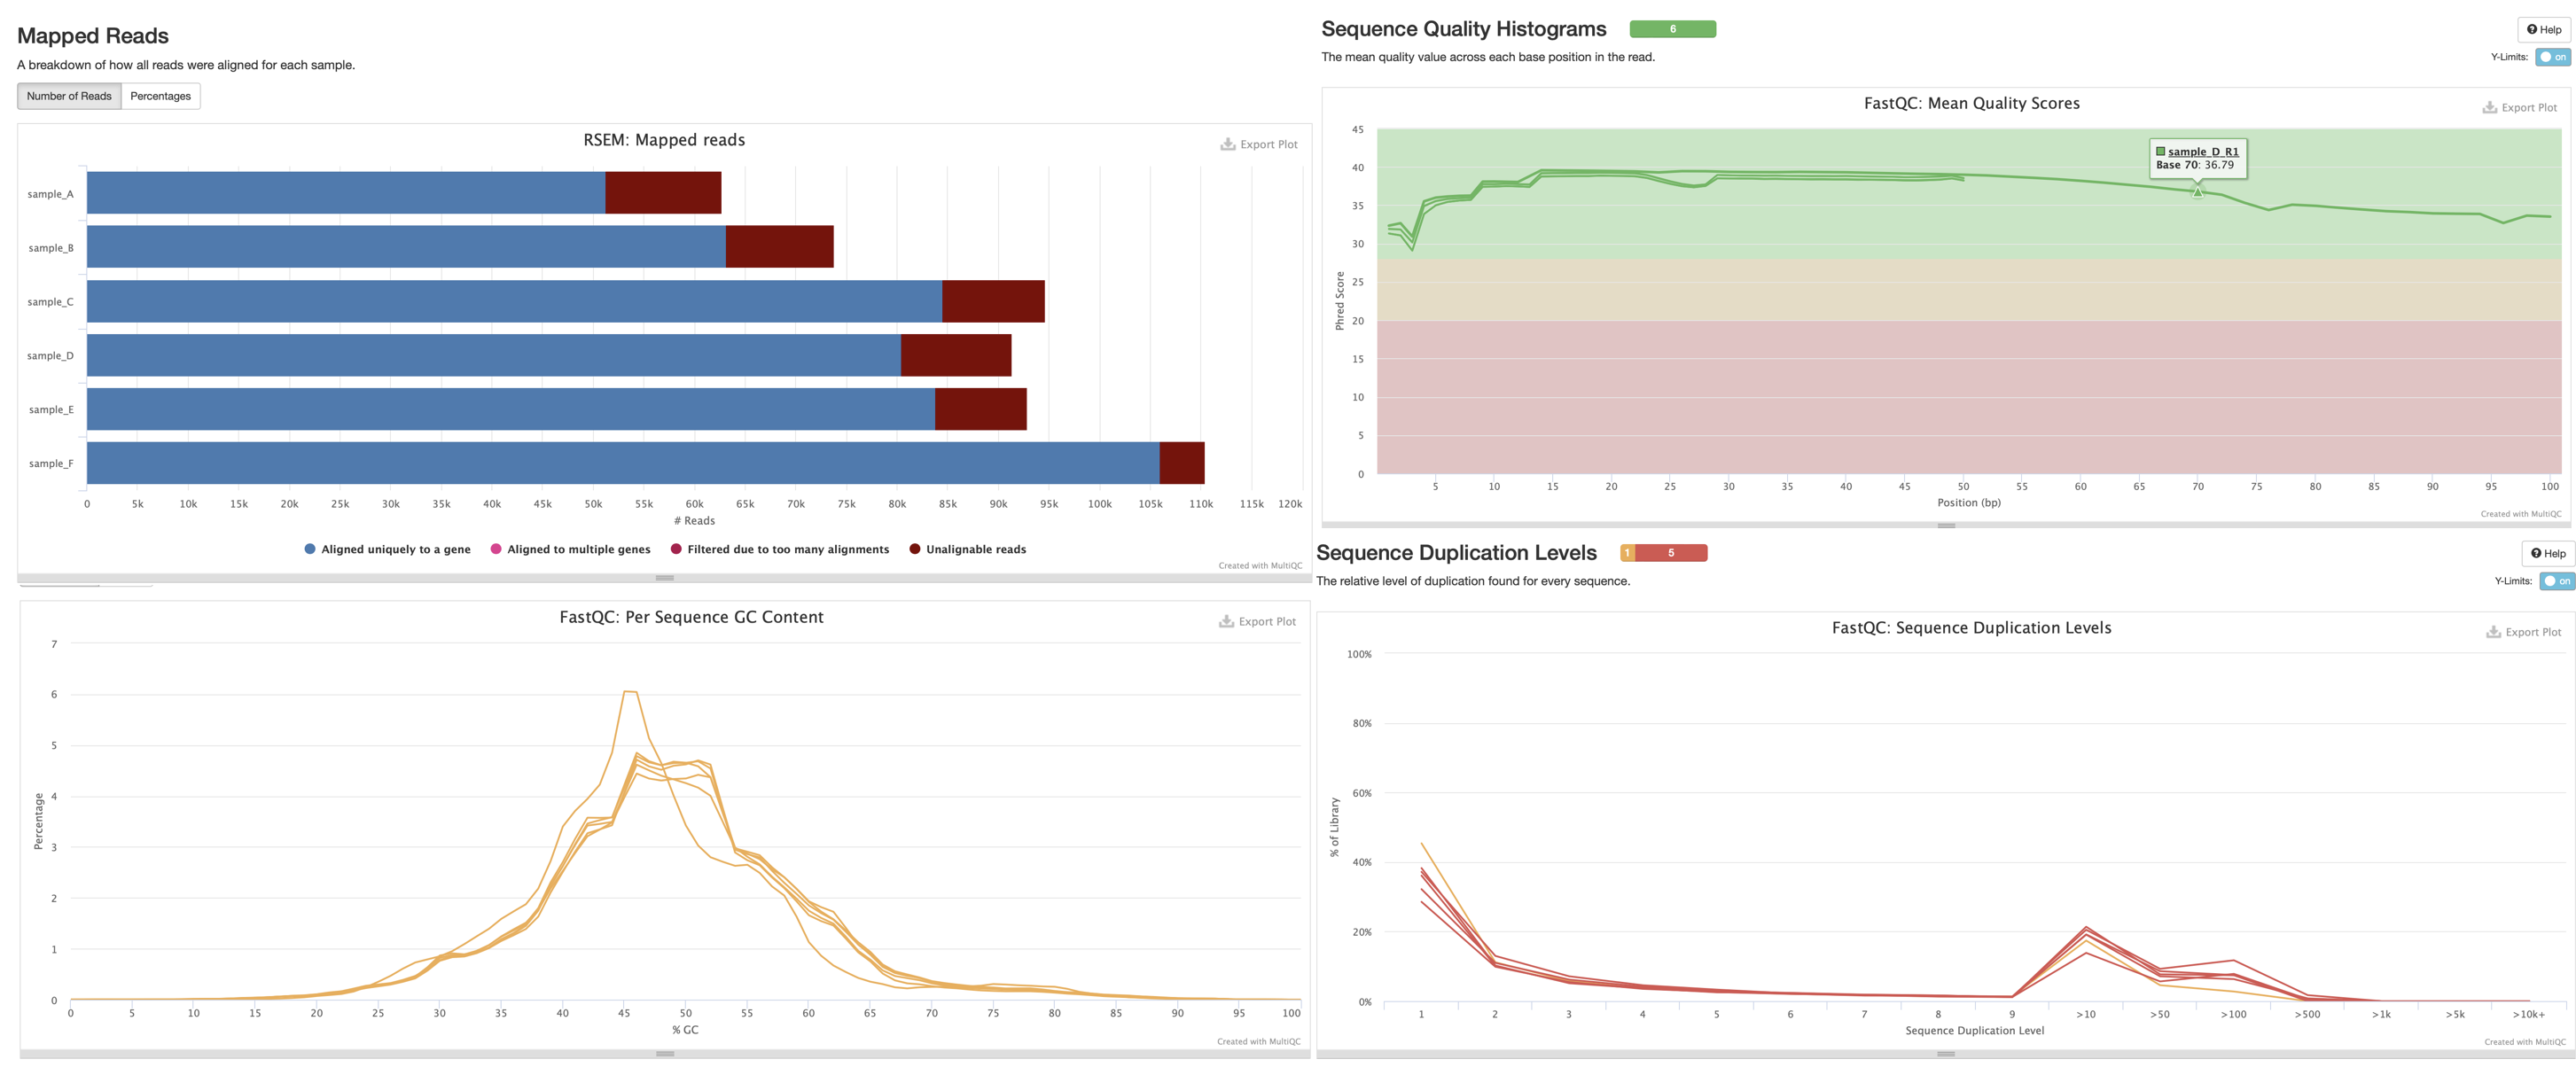 Mapped Reads
A breakdown of how all reads were aligned for each sample.
Number of Reads Percentages
RSEM: Mapped reads
Export Plot
sample_A
sample_B
sample_C
sample_D
sample_E
sample_F
0 5k 10k 15k 20k 25k 30k 35k 40k 45k 50k 55k 60k 65k 70k 75k 80k 85k 90k 95k 100k 105k 110k 115k 120k
# Reads
Aligned uniquely to a gene Aligned to multiple genes Filtered due to too many alignments Unalignable reads
Created with MultiQC
Sequence Quality Histograms 6
Help
The mean quality value across each base position in the read.
Y-Limits: on
FastQC: Mean Quality Scores
Export Plot
45
40
35
30
25
20
15
10
5
0
Phred Score
sample_D_R1
Base 70: 36.79
5 10 15 20 25 30 35 40 45 50 55 60 65 70 75 80 85 90 95 100
Position (bp)
Created with MultiQC
FastQC: Per Sequence GC Content
Export Plot
7
6
5
4
3
2
1
0
Percentage
0 5 10 15 20 25 30 35 40 45 50 55 60 65 70 75 80 85 90 95 100
% GC
Created with MultiQC
Sequence Duplication Levels 1 5
Help
The relative level of duplication found for every sequence.
Y-Limits: on
FastQC: Sequence Duplication Levels
Export Plot
100%
80%
60%
40%
20%
0%
% of Library
1 2 3 4 5 6 7 8 9 >10 >50 >100 >500 >1k >5k >10k+
Sequence Duplication Level
Created with MultiQC